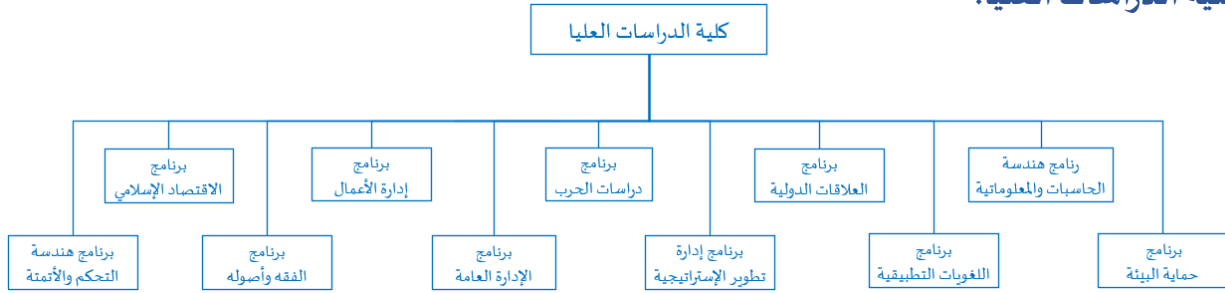 الدراسات العليا:
كلية الدراسات العليا
رنامج هندسة
الحاسبات والمعلوماتية
برنامج
العلاقات الدولية
برنامج
دراسات الحرب
برنامج
إدارة الأعمال
برنامج
الاقتصاد الإسلامي
برنامج
حماية البيئة
برنامج
اللغويات التطبيقية
برنامج إدارة
تطوير الإستراتيجية
برنامج
الإدارة العامة
برنامج
الفقه وأصوله
برنامج هندسة
التحكم والأتمتة